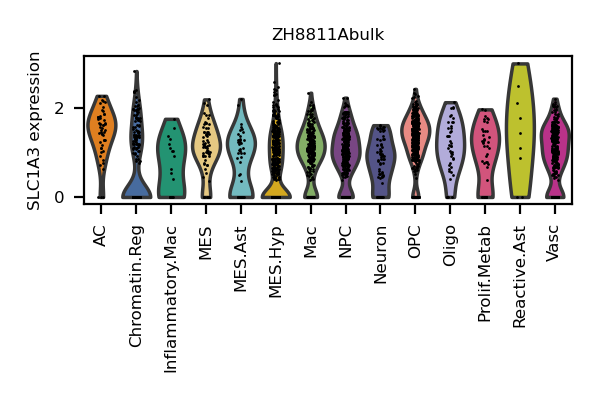 ZH8811Abulk
SLC1A3 expression
2
0
AC
Chromatin.Reg
Inflammatory.Mac
MES
MES.Ast
MES.Hyp
Mac
NPC
Neuron
OPC
Oligo
Prolif.Metab
Reactive.Ast
Vasc